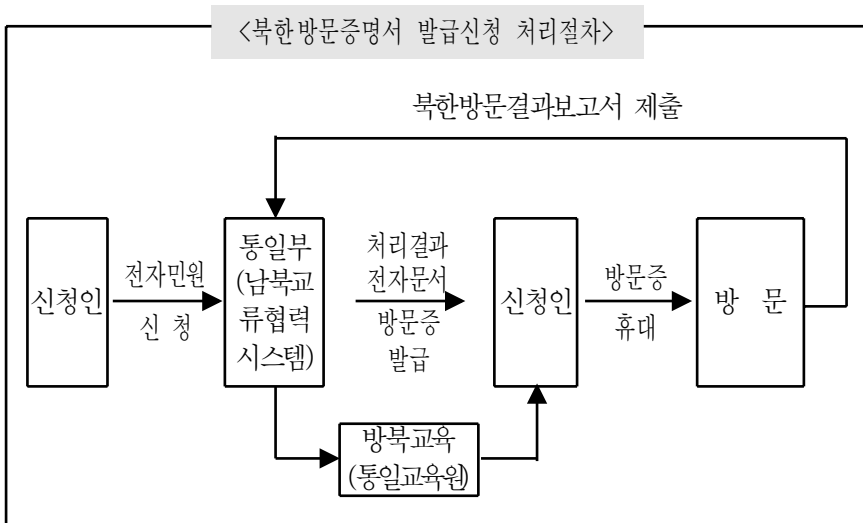 <북한방문증명서 발급신청 처리절차>
북한방문결과보고서 제출
신청인
전자민원
신 청
통일부
(남북교
류협력
시스템)
처리결과
전자문서
방문증
발급
신청인
방문증
휴대
방 문
방북교육
(통일교육원)